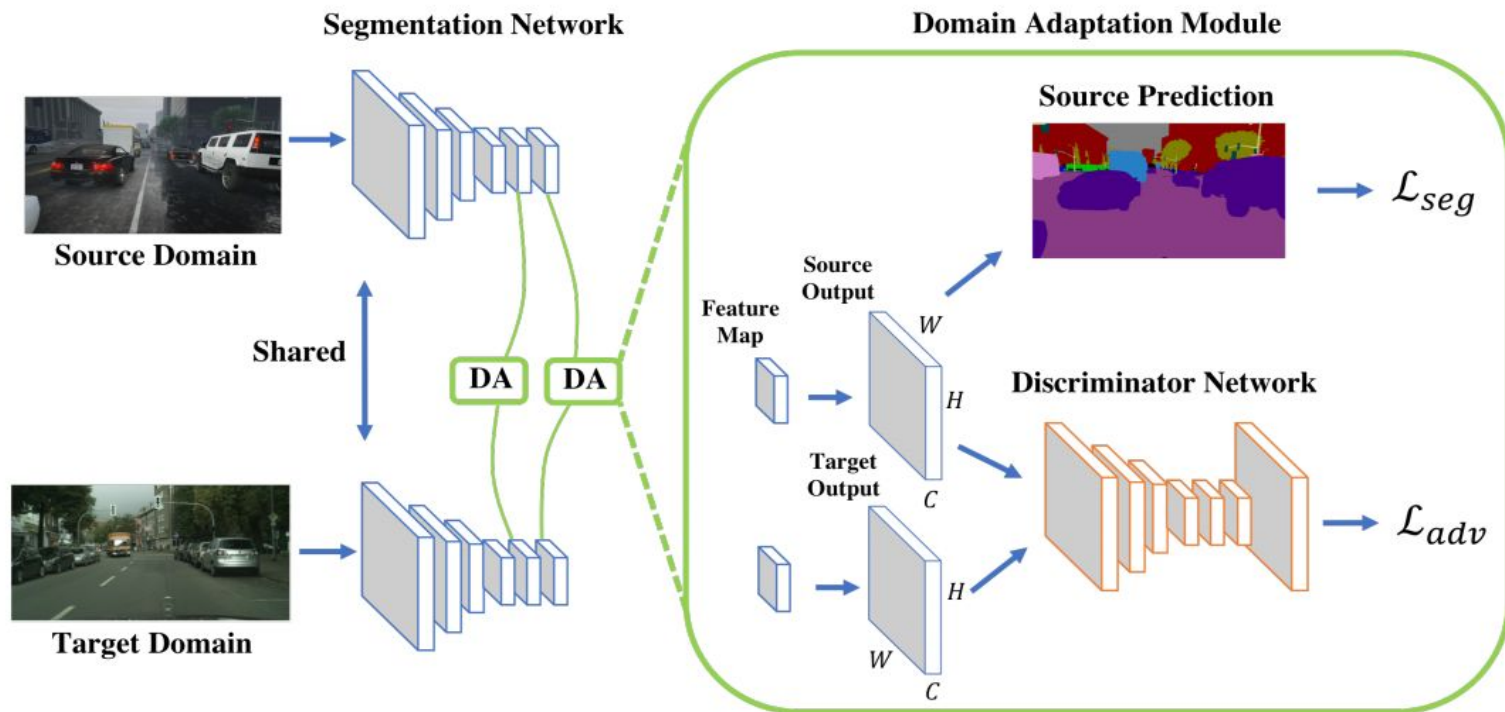 Segmentation Network
Domain Adaptation Module
Source Domain
Source Prediction
ℒ_seg
Source
Output
Feature
Map
W
H
C
Shared
DA
DA
Discriminator Network
Target
Output
H
W
C
ℒ_adv
Target Domain